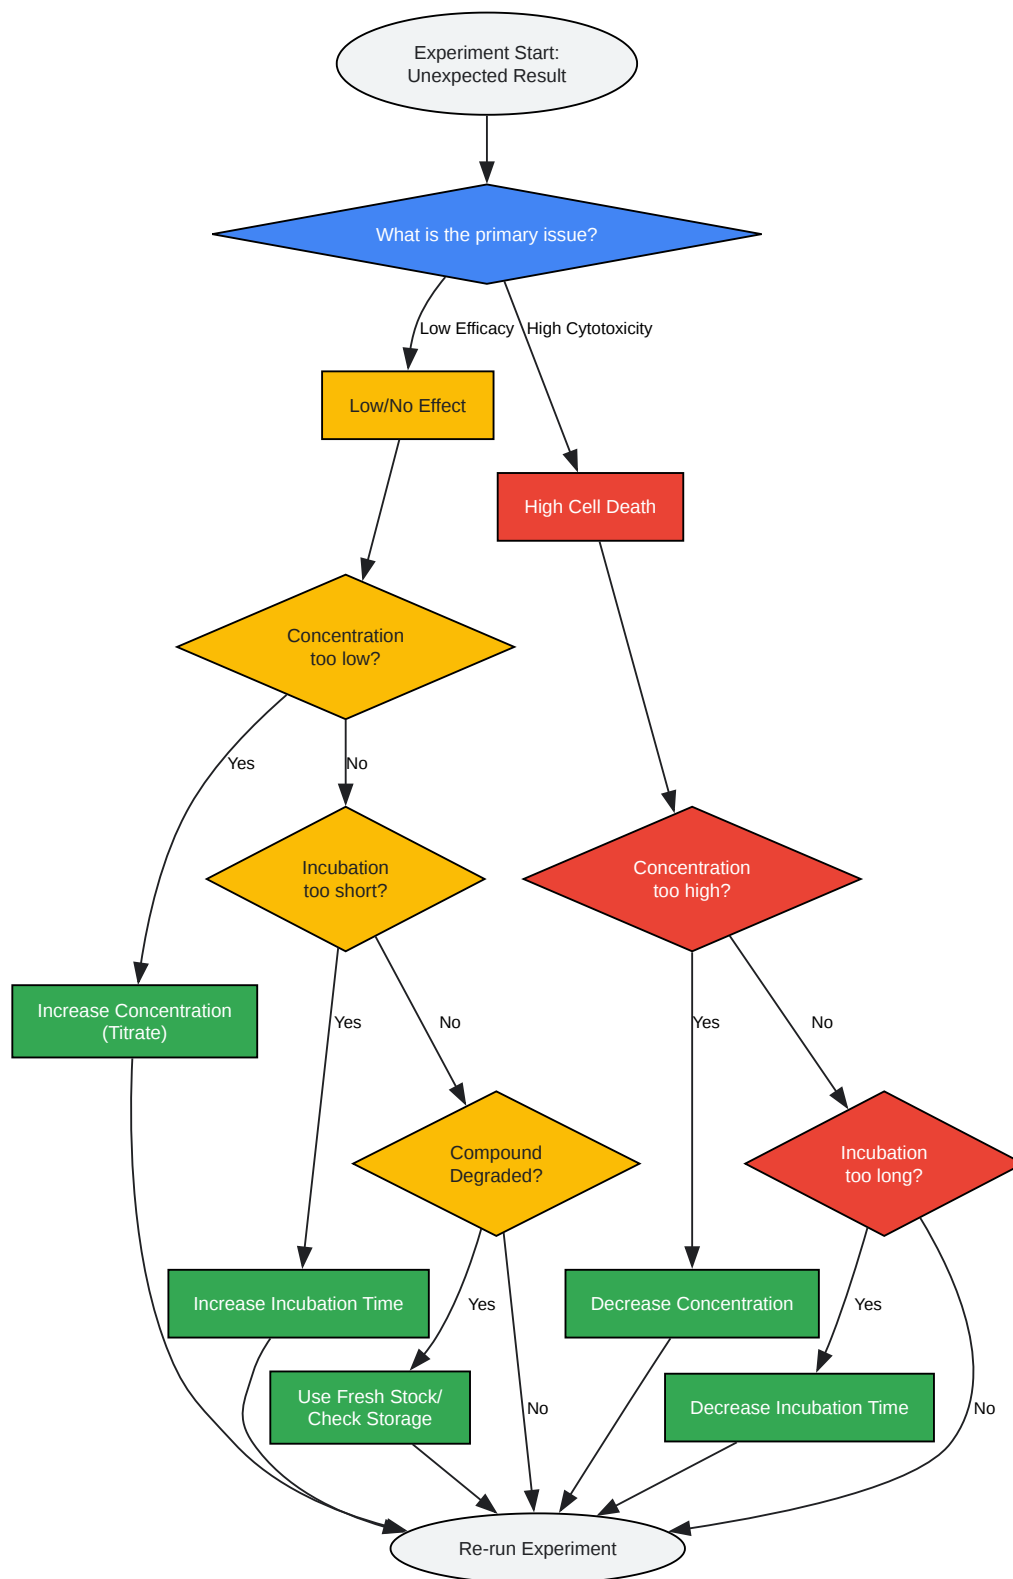 Experiment Start:
Unexpected Result
What is the primary issue?
Low Efficacy
High Cytotoxicity
Low/No Effect
High Cell Death
Concentration
too low?
Yes
No
Incubation
too short?
Concentration
too high?
Increase Concentration
(Titrate)
Yes
No
Yes
No
Compound
Degraded?
Incubation
too long?
Increase Incubation Time
Yes
Decrease Concentration
Yes
Use Fresh Stock/
Check Storage
No
Decrease Incubation Time
No
Re-run Experiment